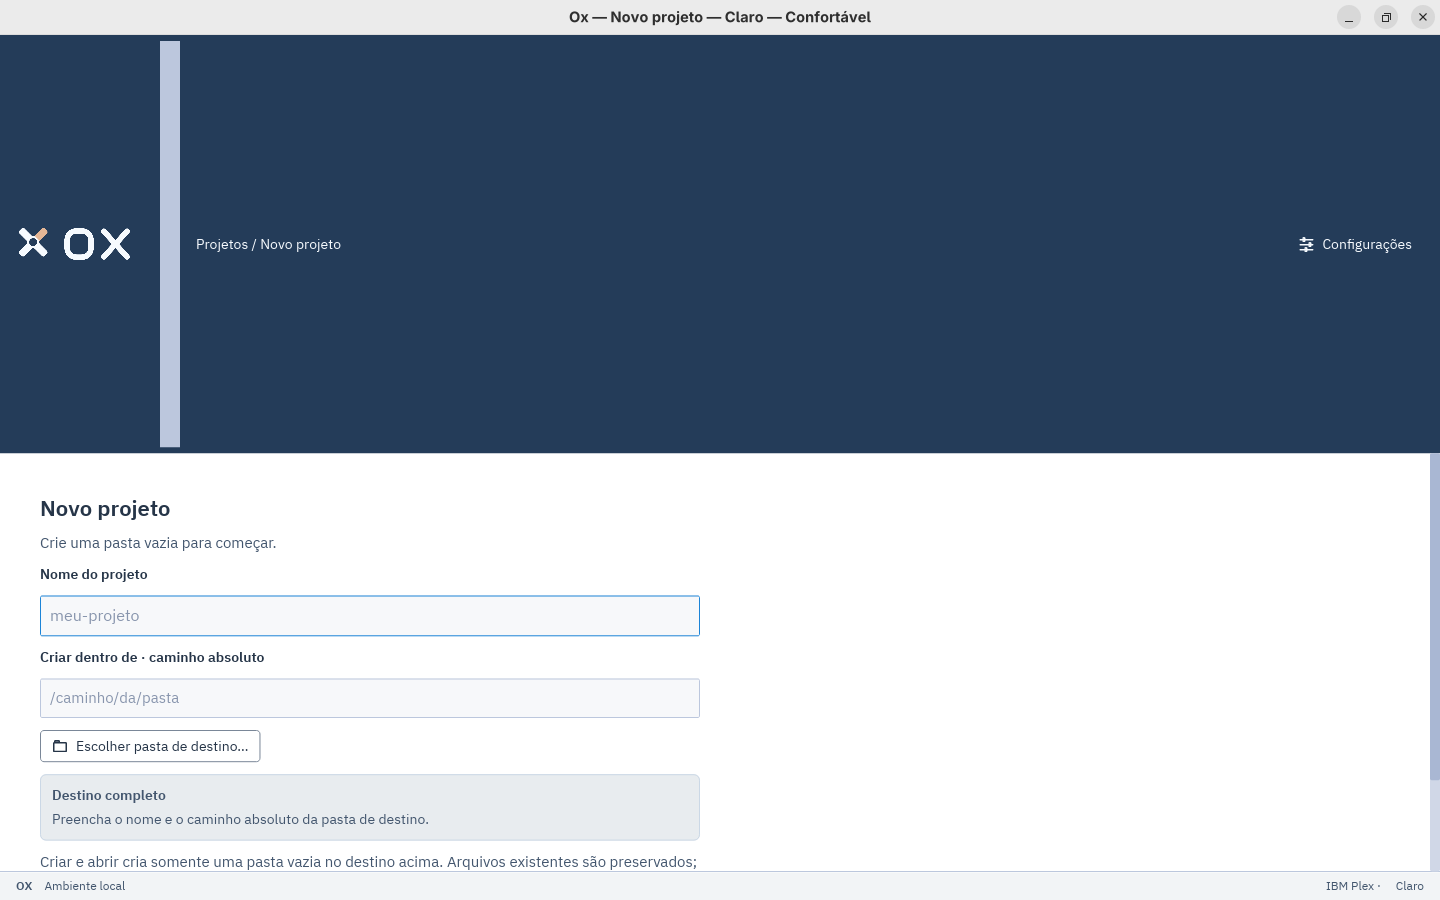 Ox — Novo projeto — Claro — Confortável
OX
Projetos / Novo projeto
Configurações
Novo projeto
Crie uma pasta vazia para começar.
Nome do projeto
meu-projeto
Criar dentro de · caminho absoluto
/caminho/da/pasta
Escolher pasta de destino...
Destino completo
Preencha o nome e o caminho absoluto da pasta de destino.
Criar e abrir cria somente uma pasta vazia no destino acima. Arquivos existentes são preservados;
OX Ambiente local
IBM Plex · Claro